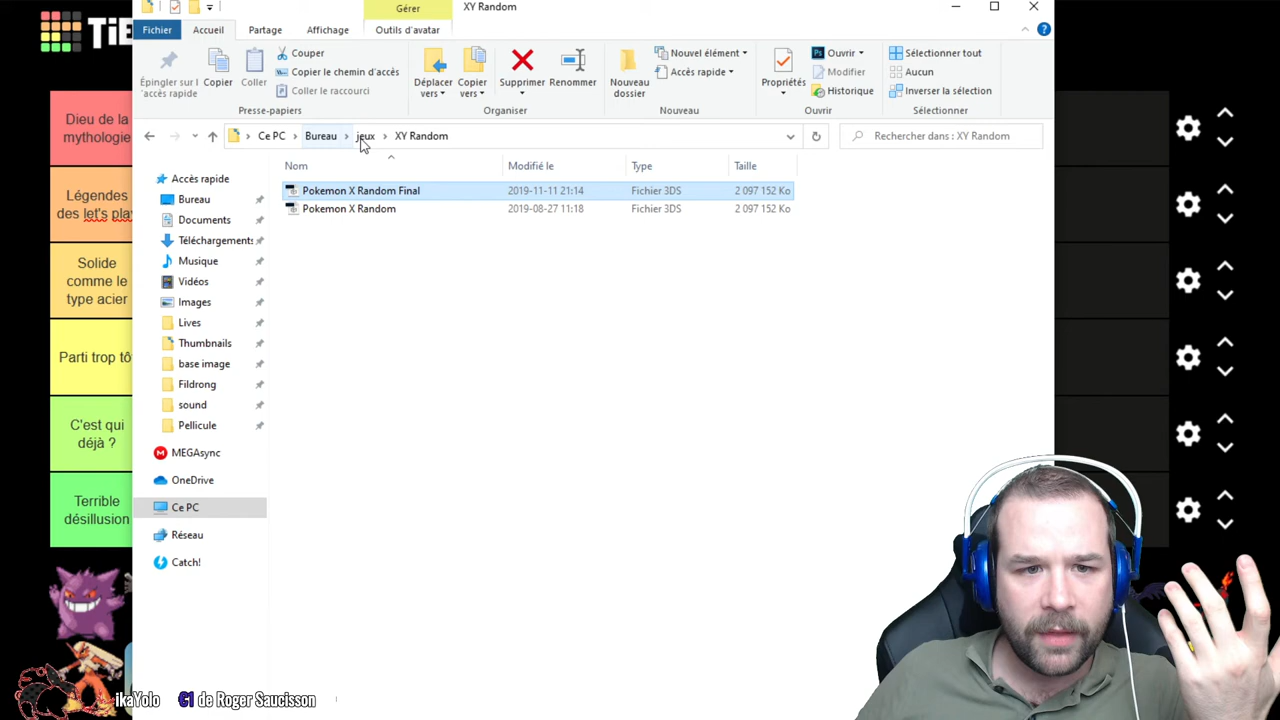 Gérer
XY Random
TiE
Fichier
Accueil
Partage
Affichage
Outils d'avatar
Épingler sur l'accès rapide
Copier
Coller
Couper
Copier le chemin d'accès
Coller le raccourci
Presse-papiers
Déplacer vers
Copier vers
Supprimer
Renommer
Organiser
Nouveau dossier
Nouvel élément
Accès rapide
Nouveau
Propriétés
Ouvrir
Modifier
Historique
Ouvrir
Sélectionner tout
Aucun
Inverser la sélection
Sélectionner
Ce PC > Bureau > jeux > XY Random
Rechercher dans : XY Random
Nom
Modifié le
Type
Taille
Pokemon X Random Final 2019-11-11 21:14 Fichier 3DS 2 097 152 Ko
Pokemon X Random 2019-08-27 11:18 Fichier 3DS 2 097 152 Ko
Accès rapide
Bureau
Documents
Téléchargements
Musique
Vidéos
Images
Lives
Thumbnails
base image
Fildrong
sound
Pellicule
MEGAsync
OneDrive
Ce PC
Réseau
Catch!
Dieu de la
mythologie
Légendes
des let's play
Solide
comme le
type acier
Parti trop tô
C'est qui
déjà ?
Terrible
désillusion
ikaYolo
C1 de Roger Saucisson